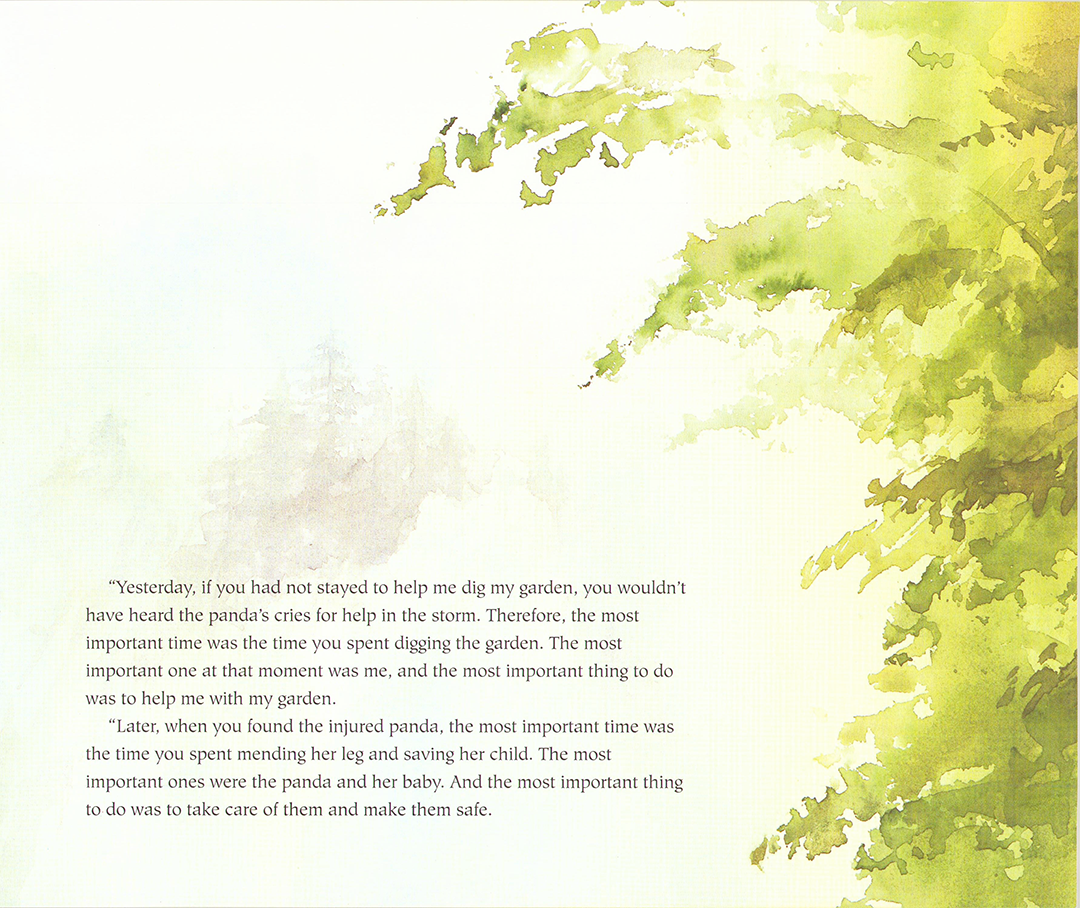 “Yesterday, if you had not stayed to help me dig my garden, you wouldn’t
have heard the panda’s cries for help in the storm. Therefore, the most
important time was the time you spent digging the garden. The most
important one at that moment was me, and the most important thing to do
was to help me with my garden.
“Later, when you found the injured panda, the most important time was
the time you spent mending her leg and saving her child. The most
important ones were the panda and her baby. And the most important thing
to do was to take care of them and make them safe.